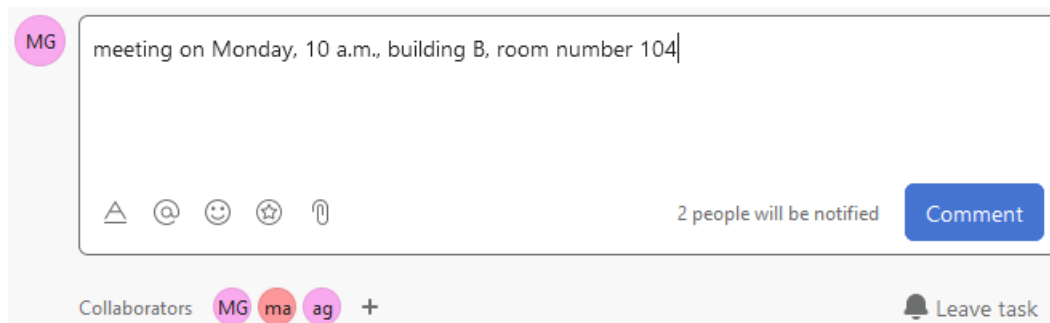 MG
meeting on Monday, 10 a.m., building B, room number 104
2 people will be notified
Comment
Collaborators MG ma ag +
Leave task